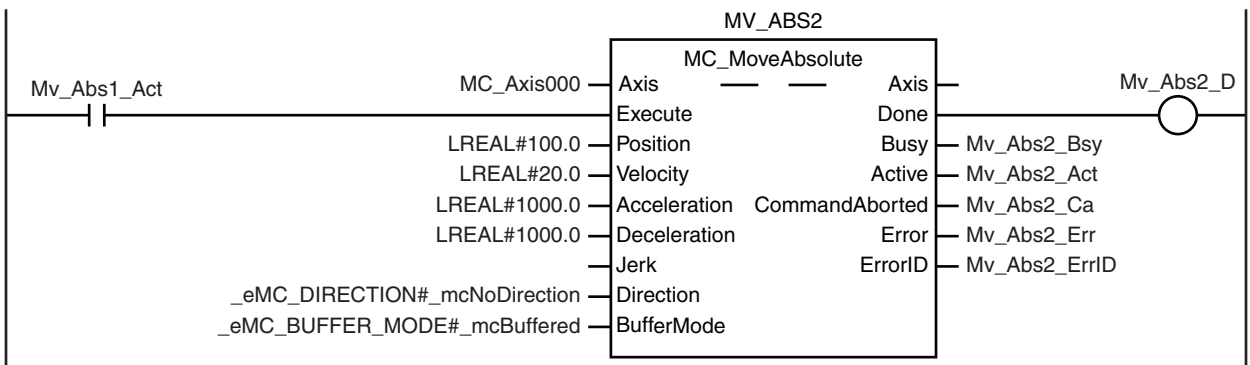 MV_ABS2
MC_MoveAbsolute
Mv_Abs1_Act
MC_Axis000 Axis Axis Mv_Abs2_D
Execute Done
LREAL#100.0 Position Busy Mv_Abs2_Bsy
LREAL#20.0 Velocity Active Mv_Abs2_Act
LREAL#1000.0 Acceleration CommandAborted Mv_Abs2_Ca
LREAL#1000.0 Deceleration Error Mv_Abs2_Err
Jerk ErrorID Mv_Abs2_ErrID
_eMC_DIRECTION#_mcNoDirection Direction
_eMC_BUFFER_MODE#_mcBuffered BufferMode